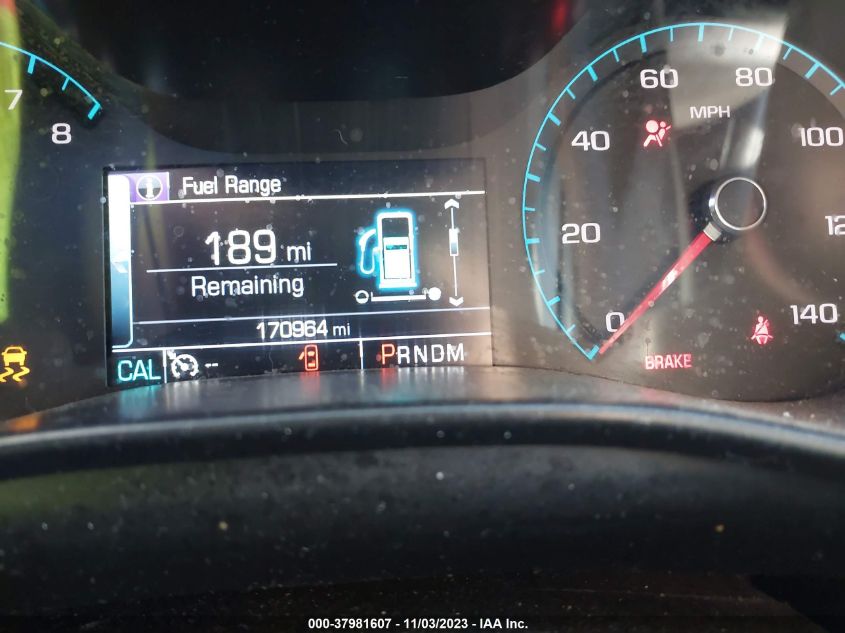 7
8
Fuel Range
189 mi
Remaining
170964 mi
CAL -- PRNDM
0
20
40
60
80
100
12
140
MPH
BRAKE
000-37981607 - 11/03/2023 - IAA Inc.